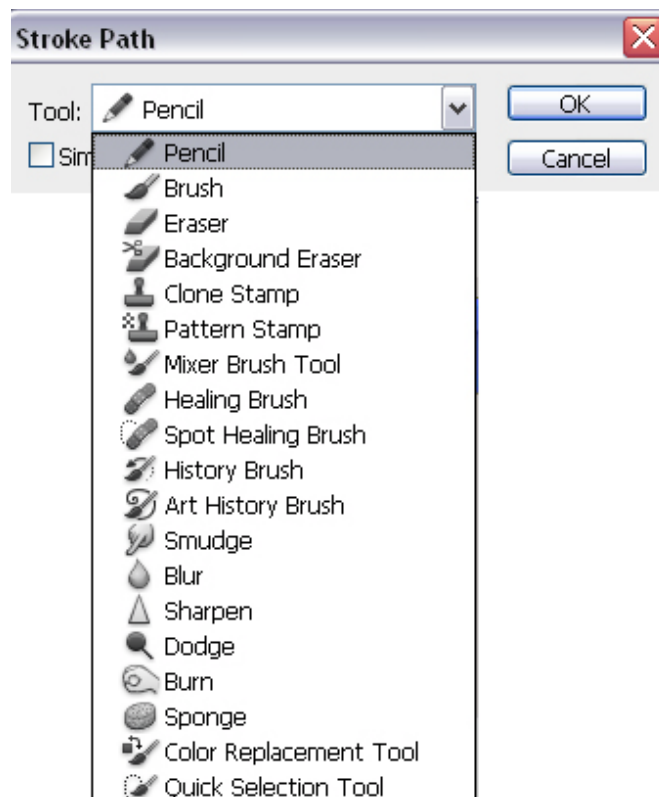 Stroke Path
Tool: Pencil OK
Sim Pencil Cancel
Brush
Eraser
Background Eraser
Clone Stamp
Pattern Stamp
Mixer Brush Tool
Healing Brush
Spot Healing Brush
History Brush
Art History Brush
Smudge
Blur
Sharpen
Dodge
Burn
Sponge
Color Replacement Tool
Quick Selection Tool